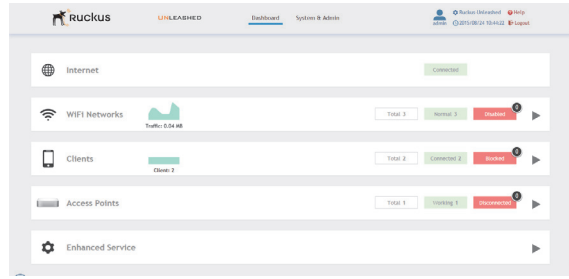 Ruckus UNLEASHED Dashboard System & Admin Ruckus Unleashed Help
admin 2015/08/24 10:44:22 Logout
Internet Connected
WiFi Networks Total 3 Normal 3 Disabled 0
Traffic: 0.04 MB
Clients Total 2 Connected 2 Blocked 0
Client: 2
Access Points Total 1 Working 1 Disconnected 0
Enhanced Service